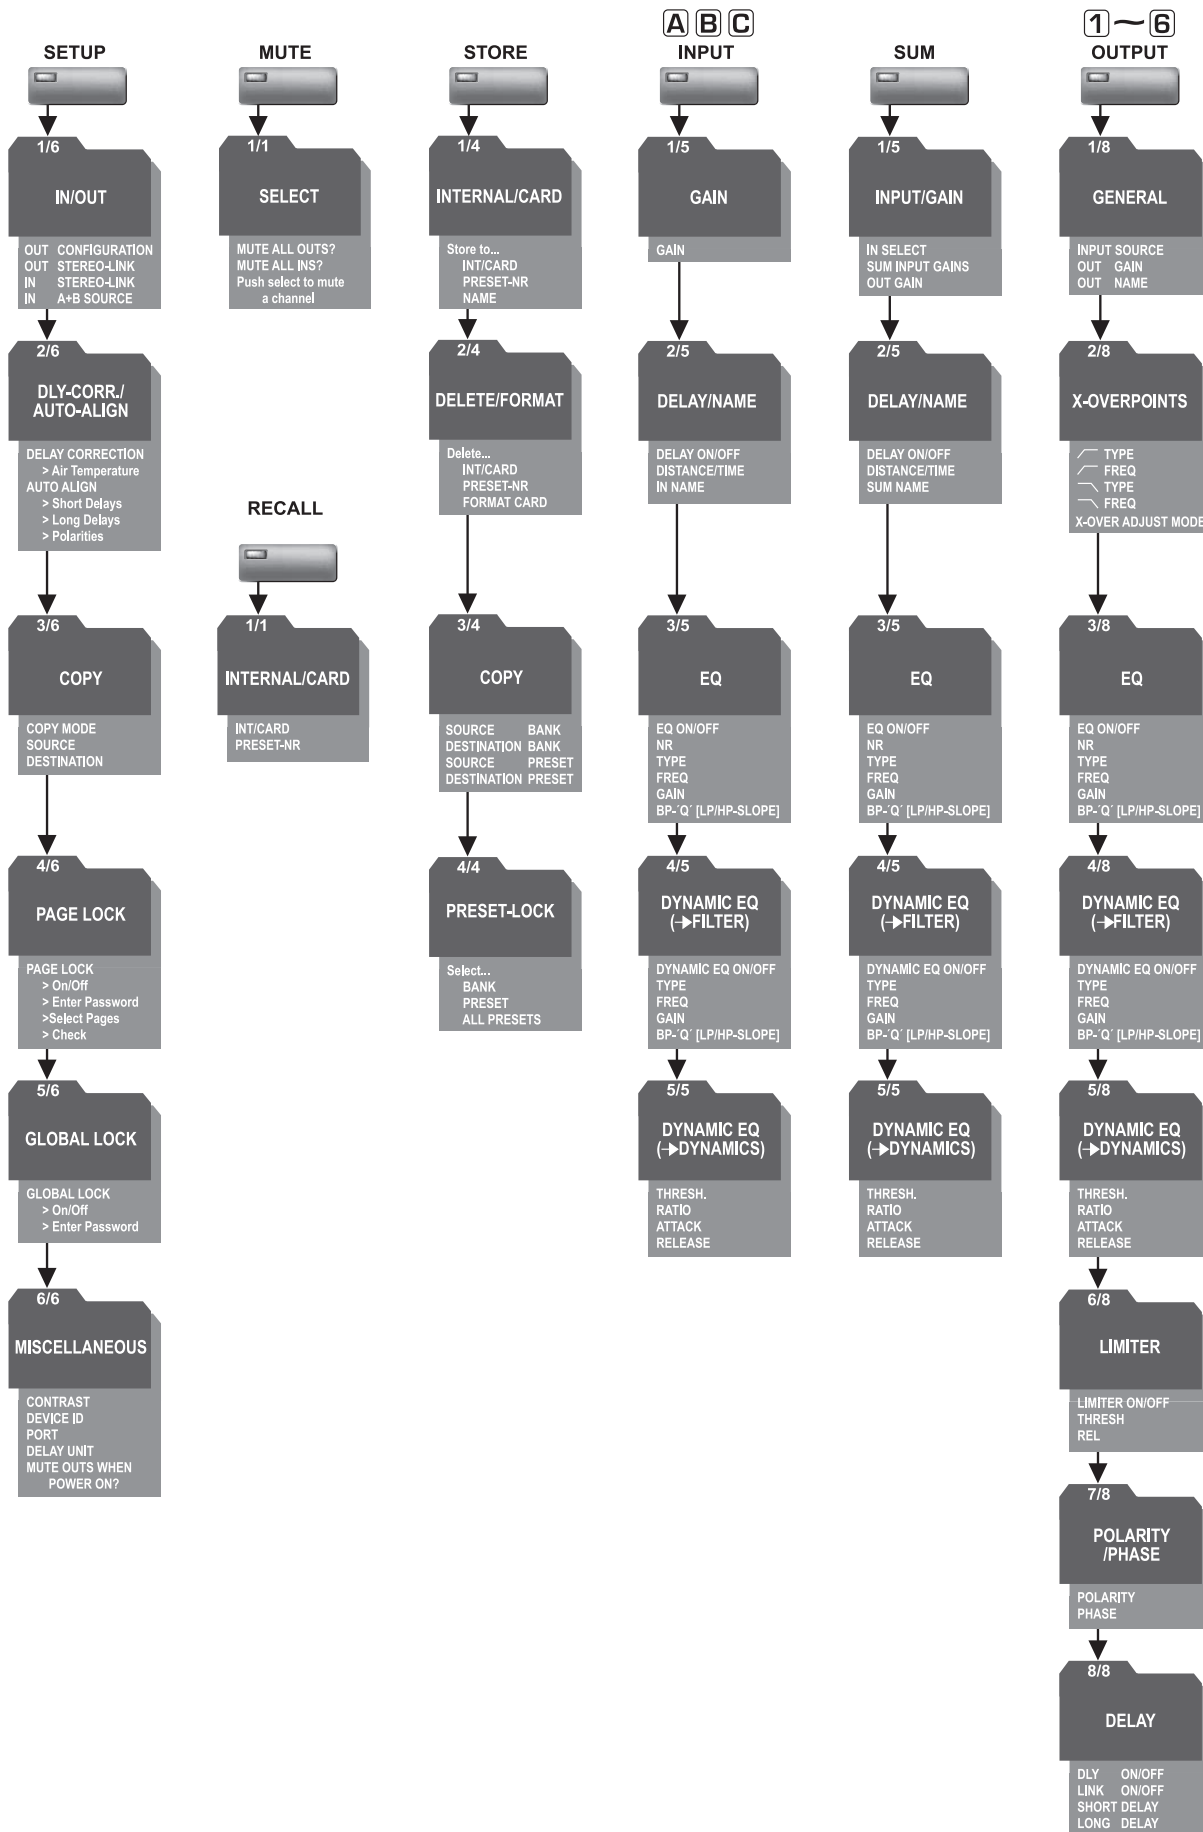 SETUP
1/6
IN/OUT
OUT CONFIGURATION
OUT STEREO-LINK
IN STEREO-LINK
IN A+B SOURCE
2/6
DLY-CORR./
AUTO-ALIGN
DELAY CORRECTION
> Air Temperature
AUTO ALIGN
> Short Delays
> Long Delays
> Polarities
3/6
COPY
COPY MODE
SOURCE
DESTINATION
4/6
PAGE LOCK
PAGE LOCK
> On/Off
> Enter Password
>Select Pages
> Check
5/6
GLOBAL LOCK
GLOBAL LOCK
> On/Off
> Enter Password
6/6
MISCELLANEOUS
CONTRAST
DEVICE ID
PORT
DELAY UNIT
MUTE OUTS WHEN
POWER ON?
MUTE
1/1
SELECT
MUTE ALL OUTS?
MUTE ALL INS?
Push select to mute
a channel
RECALL
1/1
INTERNAL/CARD
INT/CARD
PRESET-NR
STORE
1/4
INTERNAL/CARD
Store to...
INT/CARD
PRESET-NR
NAME
2/4
DELETE/FORMAT
Delete...
INT/CARD
PRESET-NR
FORMAT CARD
3/4
COPY
SOURCE BANK
DESTINATION BANK
SOURCE PRESET
DESTINATION PRESET
4/4
PRESET-LOCK
Select...
BANK
PRESET
ALL PRESETS
A B C
INPUT
1/5
GAIN
GAIN
2/5
DELAY/NAME
DELAY ON/OFF
DISTANCE/TIME
IN NAME
3/5
EQ
EQ ON/OFF
NR
TYPE
FREQ
GAIN
BP-´Q´ [LP/HP-SLOPE]
4/5
DYNAMIC EQ
(→FILTER)
DYNAMIC EQ ON/OFF
TYPE
FREQ
GAIN
BP-´Q´ [LP/HP-SLOPE]
5/5
DYNAMIC EQ
(→DYNAMICS)
THRESH.
RATIO
ATTACK
RELEASE
SUM
1/5
INPUT/GAIN
IN SELECT
SUM INPUT GAINS
OUT GAIN
2/5
DELAY/NAME
DELAY ON/OFF
DISTANCE/TIME
SUM NAME
3/5
EQ
EQ ON/OFF
NR
TYPE
FREQ
GAIN
BP-´Q´ [LP/HP-SLOPE]
4/5
DYNAMIC EQ
(→FILTER)
DYNAMIC EQ ON/OFF
TYPE
FREQ
GAIN
BP-´Q´ [LP/HP-SLOPE]
5/5
DYNAMIC EQ
(→DYNAMICS)
THRESH.
RATIO
ATTACK
RELEASE
1~6
OUTPUT
1/8
GENERAL
INPUT SOURCE
OUT GAIN
OUT NAME
2/8
X-OVERPOINTS
TYPE
FREQ
TYPE
FREQ
X-OVER ADJUST MODE
3/8
EQ
EQ ON/OFF
NR
TYPE
FREQ
GAIN
BP-´Q´ [LP/HP-SLOPE]
4/8
DYNAMIC EQ
(→FILTER)
DYNAMIC EQ ON/OFF
TYPE
FREQ
GAIN
BP-´Q´ [LP/HP-SLOPE]
5/8
DYNAMIC EQ
(→DYNAMICS)
THRESH.
RATIO
ATTACK
RELEASE
6/8
LIMITER
LIMITER ON/OFF
THRESH
REL
7/8
POLARITY
/PHASE
POLARITY
PHASE
8/8
DELAY
DLY ON/OFF
LINK ON/OFF
SHORT DELAY
LONG DELAY